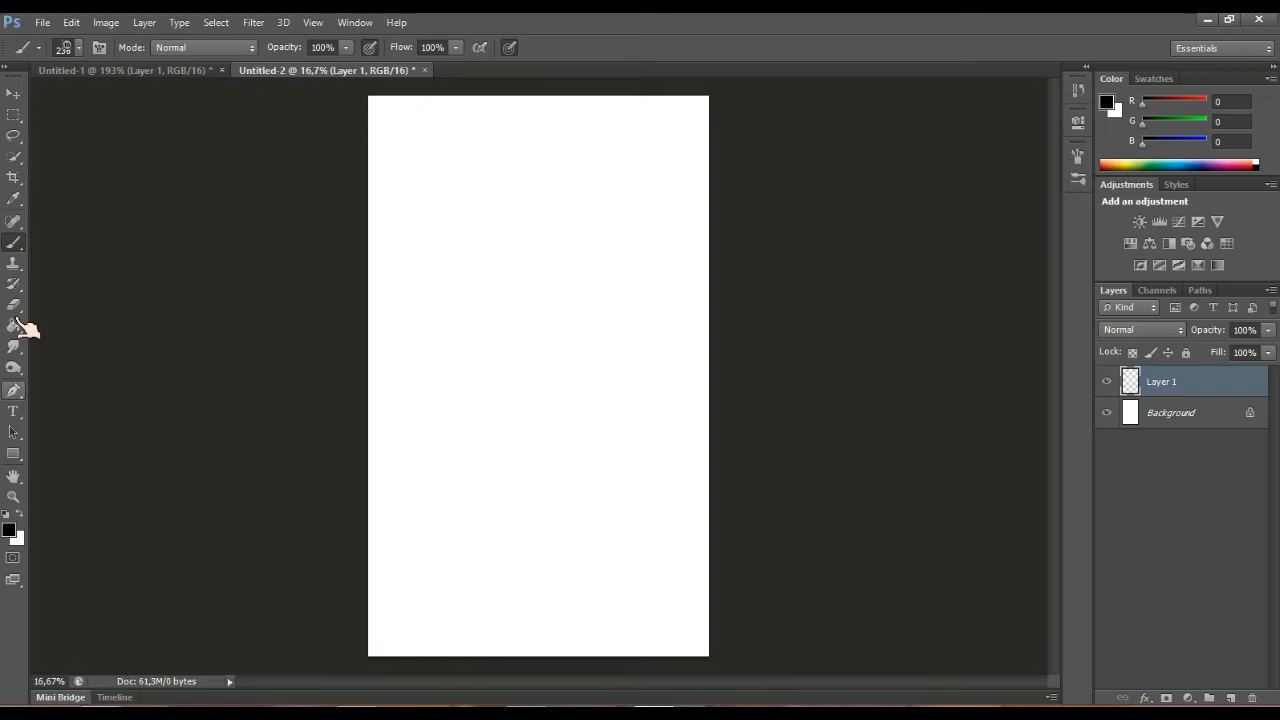 Ps File Edit Image Layer Type Select Filter 3D View Window Help
236 Mode: Normal Opacity: 100% Flow: 100% Essentials
Untitled-1 @ 193% (Layer 1, RGB/16) * × Untitled-2 @ 16,7% (Layer 1, RGB/16) * ×
Color Swatches
R 0
G 0
B 0
Adjustments Styles
Add an adjustment
Layers Channels Paths
Kind T
Normal Opacity: 100%
Lock: Fill: 100%
Layer 1
Background
T
16,67% Doc: 61,3M/0 bytes
fx
Mini Bridge Timeline